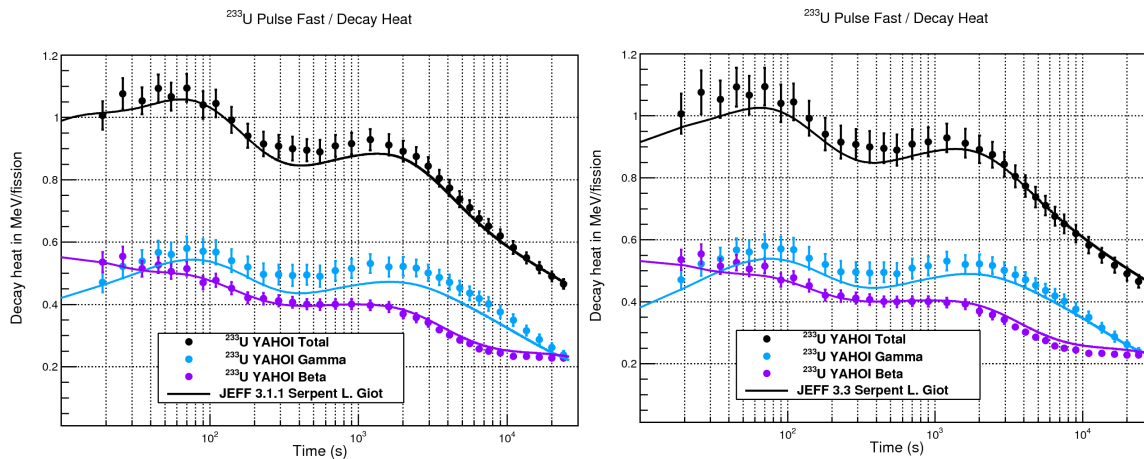 ²³³U Pulse Fast / Decay Heat
Decay heat in MeV/fission
1.2
1
0.8
0.6
0.4
0.2
²³³U YAHOI Total
²³³U YAHOI Gamma
²³³U YAHOI Beta
JEFF 3.1.1 Serpent L. Giot
10²
10³
10⁴
Time (s)
²³³U Pulse Fast / Decay Heat
Decay heat in MeV/fission
1.2
1
0.8
0.6
0.4
0.2
²³³U YAHOI Total
²³³U YAHOI Gamma
²³³U YAHOI Beta
JEFF 3.3 Serpent L. Giot
10²
10³
10⁴
Time (s)